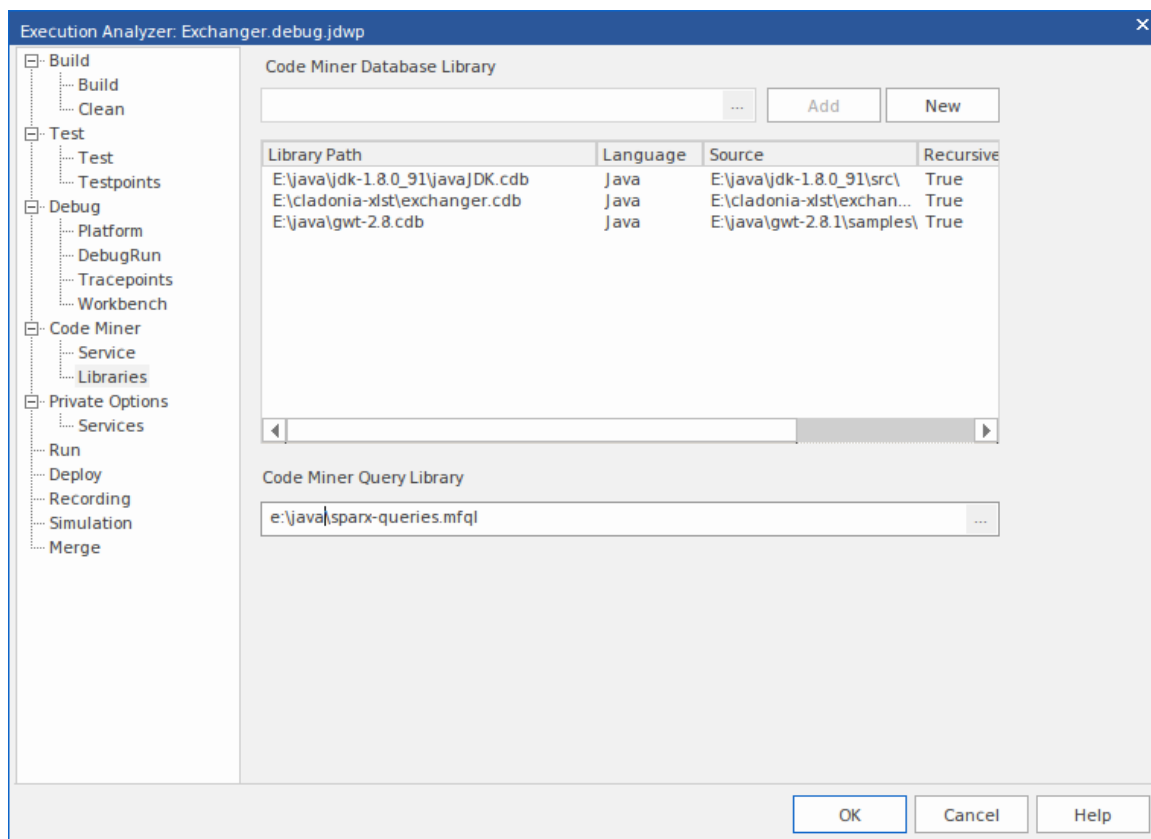 Execution Analyzer: Exchanger.debug.jdwp
Build
Build
Clean
Test
Test
Testpoints
Debug
Platform
DebugRun
Tracepoints
Workbench
Code Miner
Service
Libraries
Private Options
Services
Run
Deploy
Recording
Simulation
Merge
Code Miner Database Library
... Add New
Library Path Language Source Recursive
E:\java\jdk-1.8.0_91\javaJDK.cdb Java E:\java\jdk-1.8.0_91\src\ True
E:\cladonia-xlst\exchanger.cdb Java E:\cladonia-xlst\exchan... True
E:\java\gwt-2.8.cdb Java E:\java\gwt-2.8.1\samples\ True
Code Miner Query Library
e:\java\sparx-queries.mfql ...
OK Cancel Help